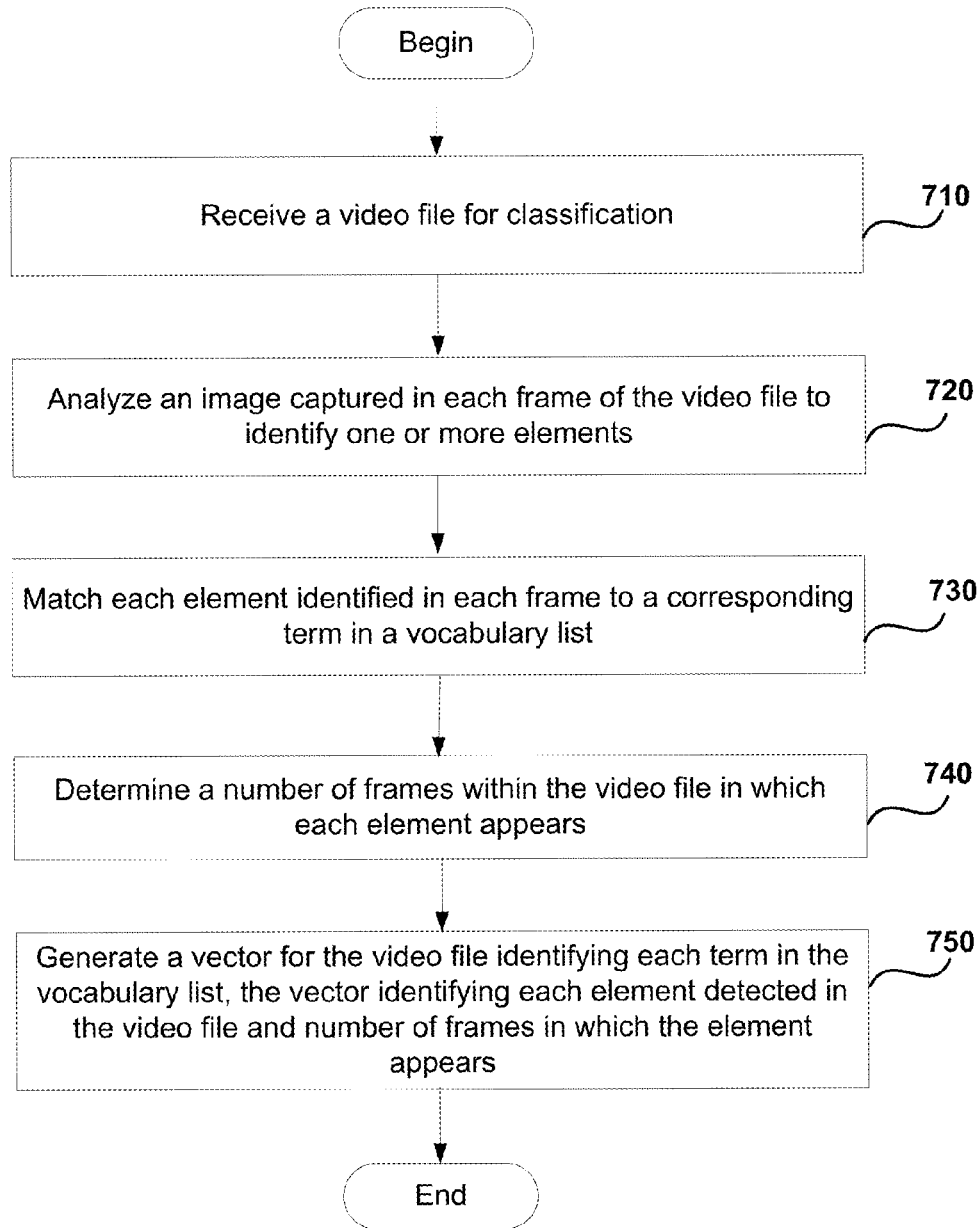 Begin
Receive a video file for classification
710
Analyze an image captured in each frame of the video file to
identify one or more elements
720
Match each element identified in each frame to a corresponding
term in a vocabulary list
730
Determine a number of frames within the video file in which
each element appears
740
Generate a vector for the video file identifying each term in the
vocabulary list, the vector identifying each element detected in
the video file and number of frames in which the element
appears
750
End